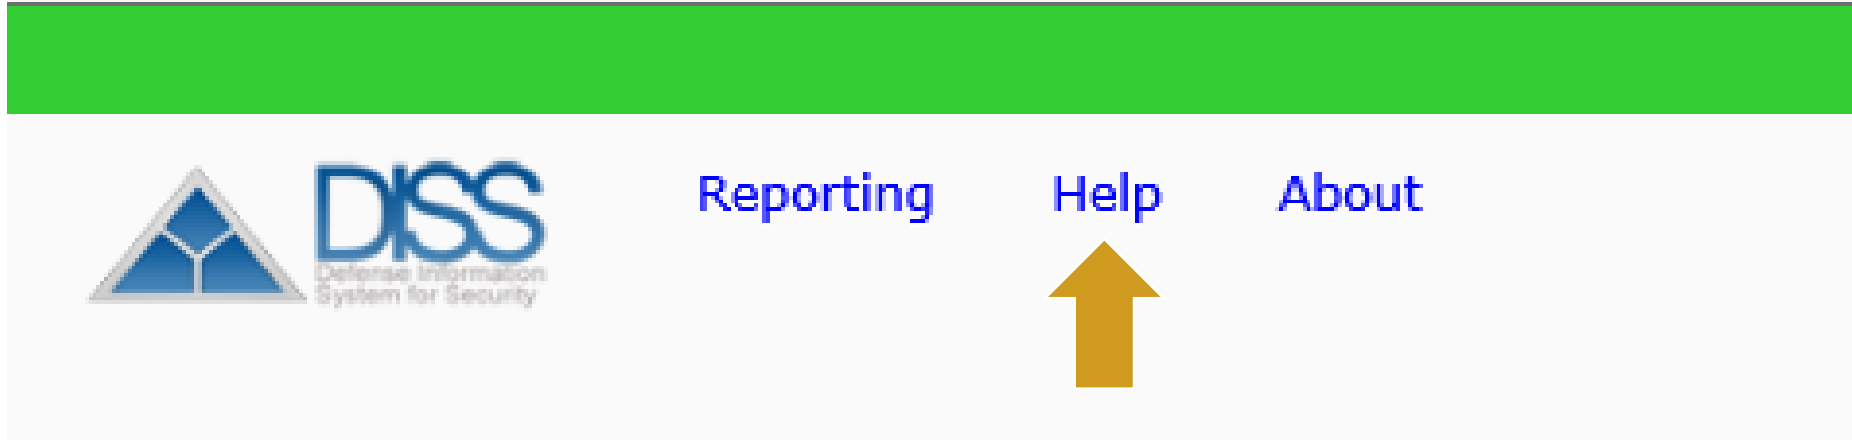 DISS
Defense Information
System for Security
Reporting
Help
About